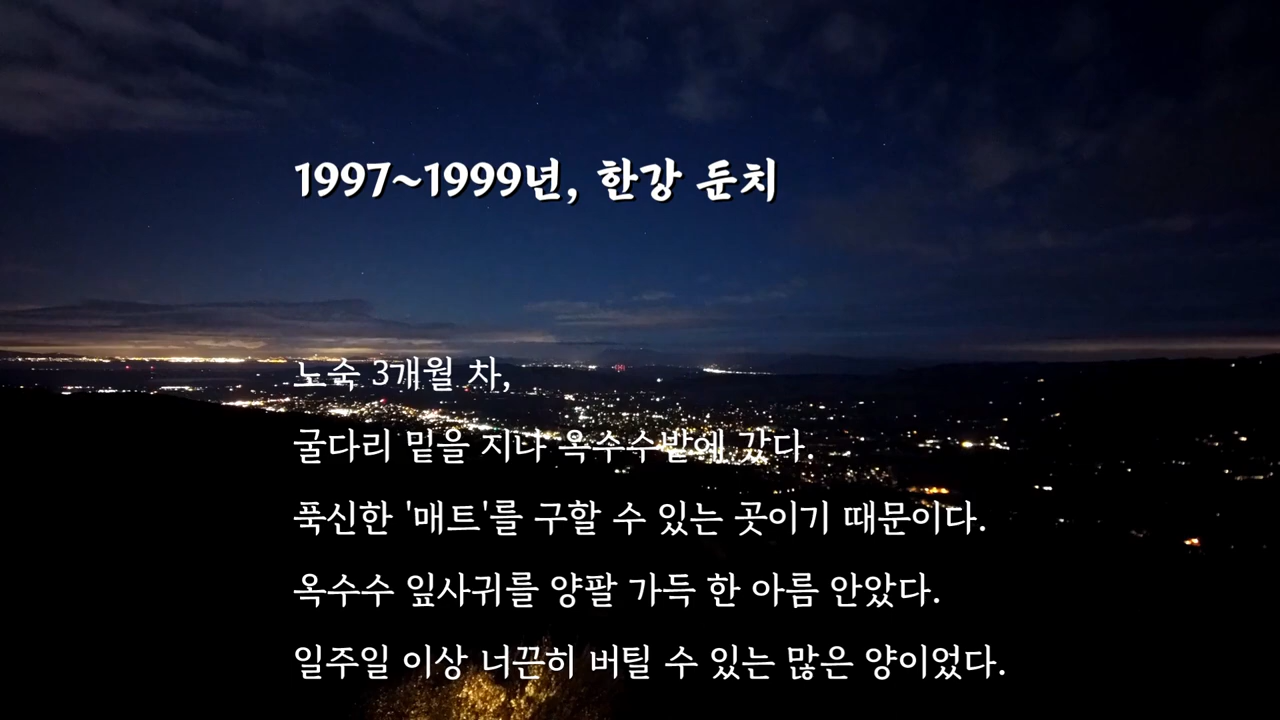 1997~1999년, 한강 둔치
노숙 3개월 차,
굴다리 밑을 지나 옥수수밭에 갔다.
푹신한 '매트'를 구할 수 있는 곳이기 때문이다.
옥수수 잎사귀를 양팔 가득 한 아름 안았다.
일주일 이상 너끈히 버틸 수 있는 많은 양이었다.